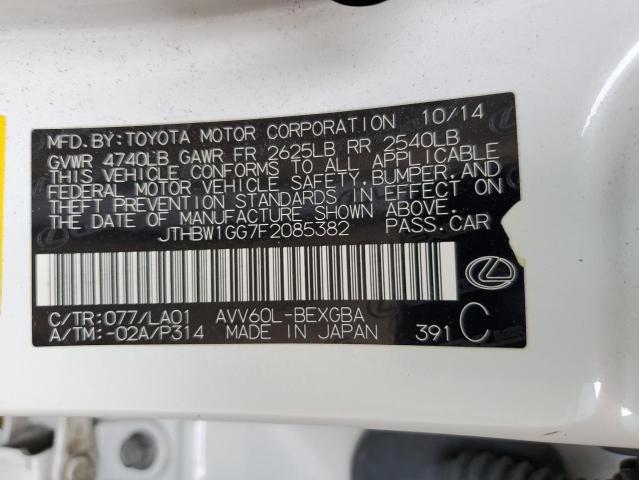 MFD. BY:TOYOTA MOTOR CORPORATION 10/14
GVWR 4740LB GAWR FR 2625LB RR 2540LB
THIS VEHICLE CONFORMS TO ALL APPLICABLE
FEDERAL MOTOR VEHICLE SAFETY, BUMPER, AND
THEFT PREVENTION STANDARDS IN EFFECT ON
THE DATE OF MANUFACTURE SHOWN ABOVE.
JTHBW1GG7F2085382 PASS.CAR
C/TR:077/LA01 AVV60L-BEXGBA
A/TM:-02A/P314 MADE IN JAPAN 391 C